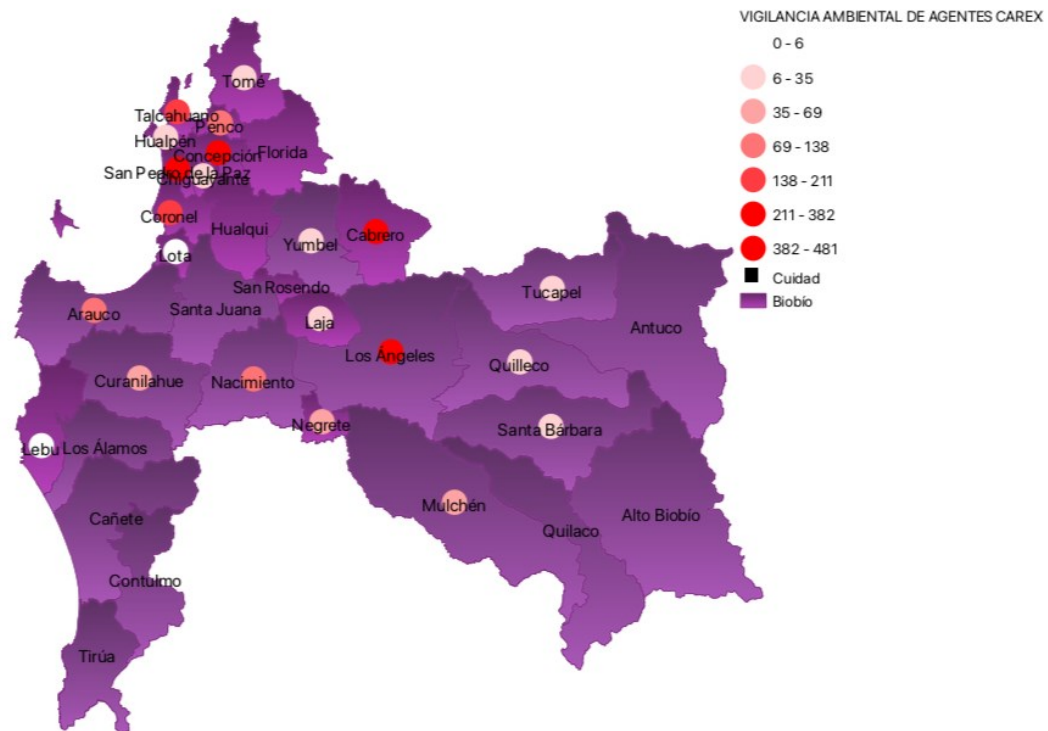 VIGILANCIA AMBIENTAL DE AGENTES CAREX
0 - 6
6 - 35
35 - 69
69 - 138
138 - 211
211 - 382
382 - 481
Cuidad
Biobío
Tomé
Talcahuano
Penco
Hualpén
Concepción
Florida
San Pedro de la Paz
Chiguayante
Coronel
Hualqui
Yumbel
Cabrero
Lota
San Rosendo
Tucapel
Arauco
Santa Juana
Laja
Antuco
Los Ángeles
Quilleco
Curanilahue
Nacimiento
Negrete
Santa Bárbara
Lebu
Los Álamos
Mulchén
Alto Biobío
Cañete
Quilaco
Contulmo
Tirúa